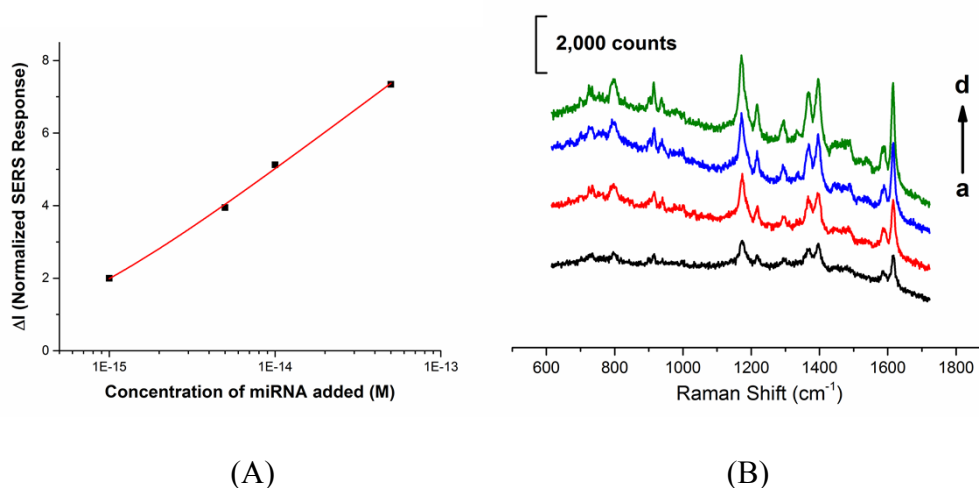 8
6
4
2
0
1E-15
1E-14
1E-13
ΔI (Normalized SERS Response)
Concentration of miRNA added (M)
(A)
2,000 counts
d
a
600 800 1000 1200 1400 1600 1800
Raman Shift (cm⁻¹)
(B)